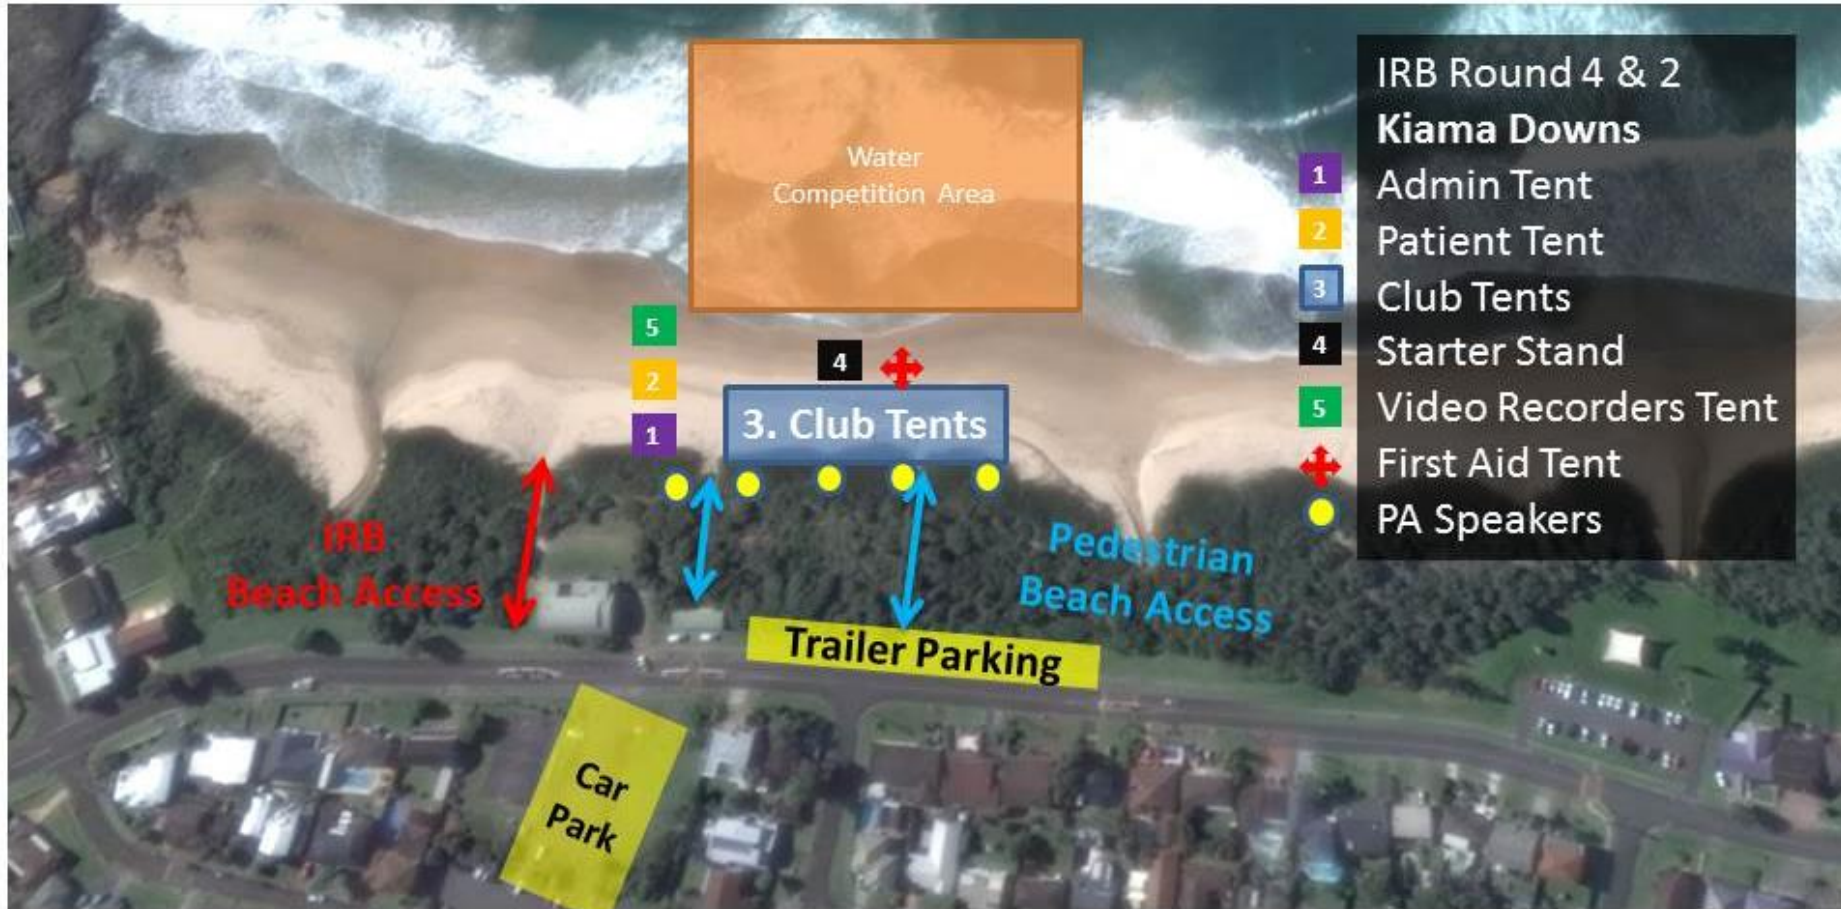 Water
Competition Area
IRB Round 4 & 2
Kiama Downs
1 Admin Tent
2 Patient Tent
3 Club Tents
4 Starter Stand
5 Video Recorders Tent
First Aid Tent
PA Speakers
5
2
1
4
3. Club Tents
IRB
Beach Access
Pedestrian
Beach Access
Trailer Parking
Car
Park